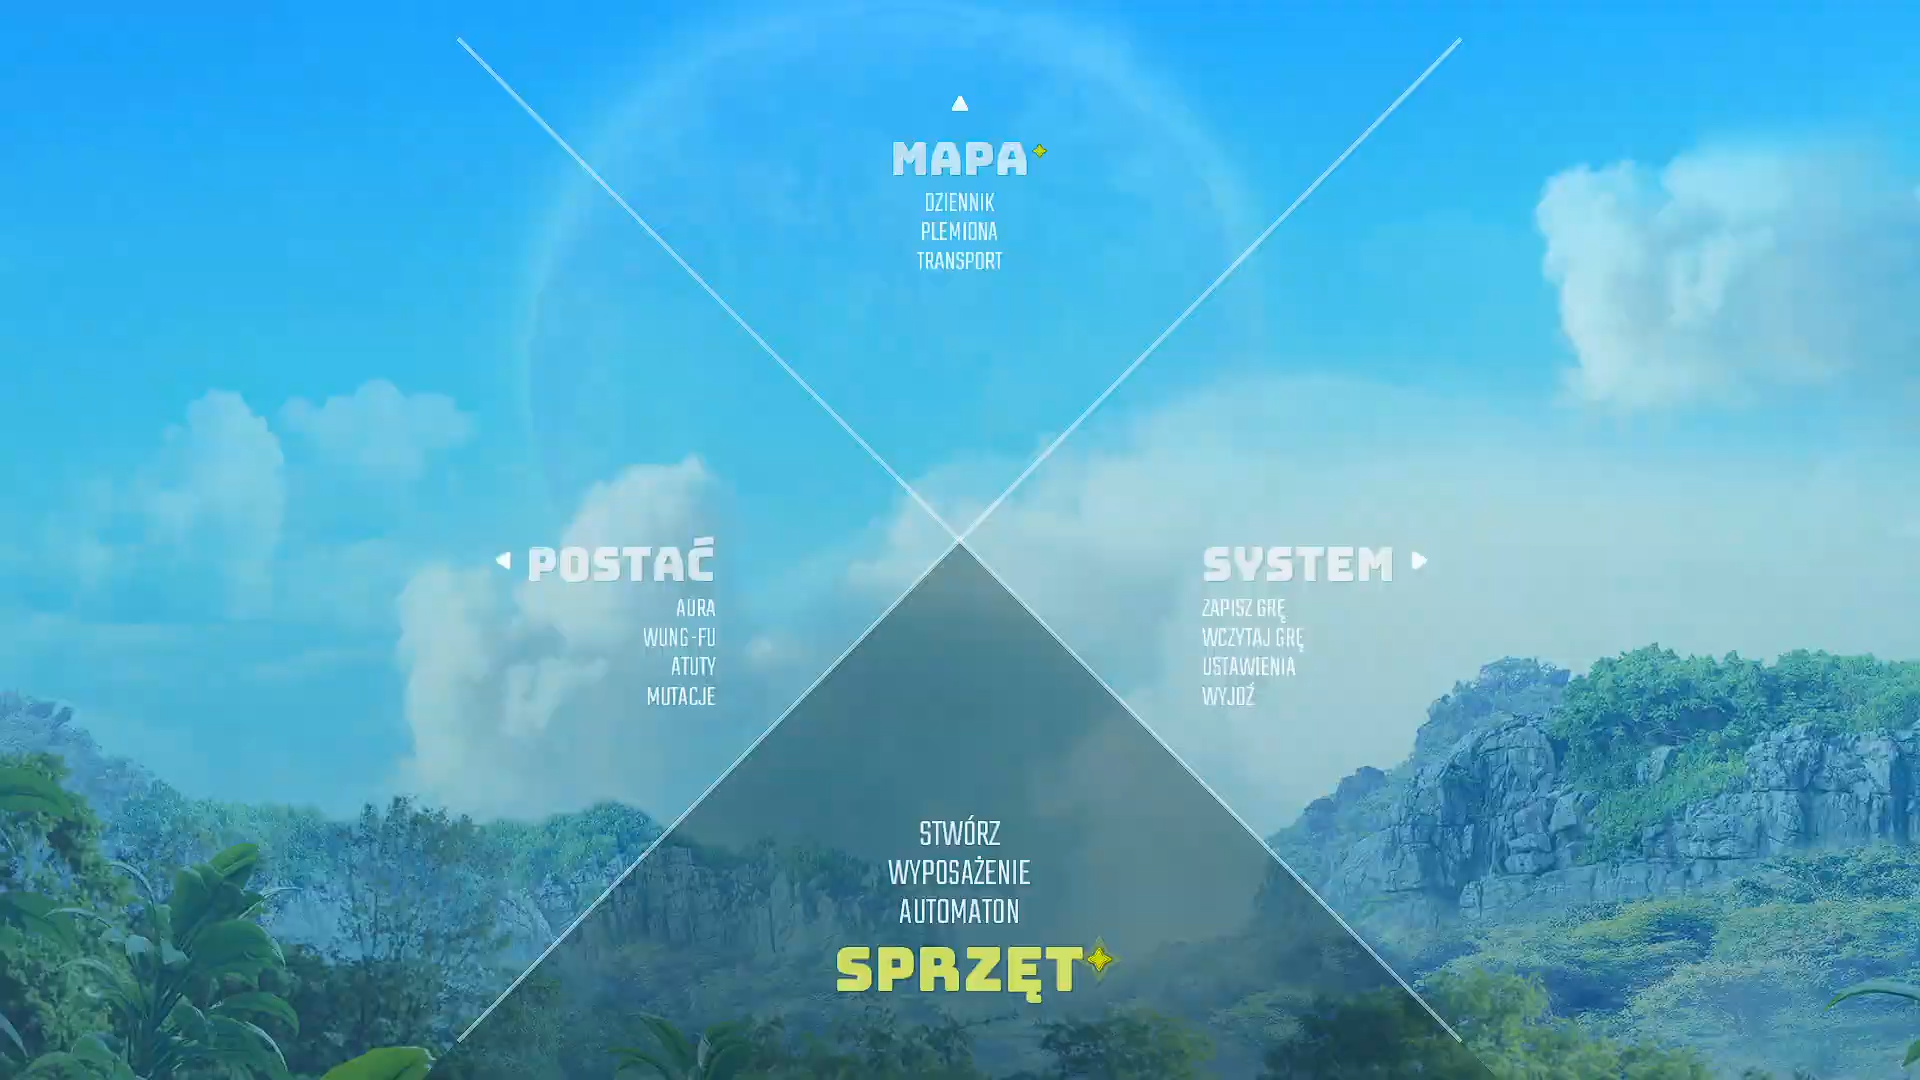 MAPA
DZIENNIK
PLEMIONA
TRANSPORT
POSTAĆ
AURA
WUNG-FU
ATUTY
MUTACJE
SYSTEM
ZAPISZ GRĘ
WCZYTAJ GRĘ
USTAWIENIA
WYJDŹ
STWÓRZ
WYPOSAŻENIE
AUTOMATON
SPRZĘT